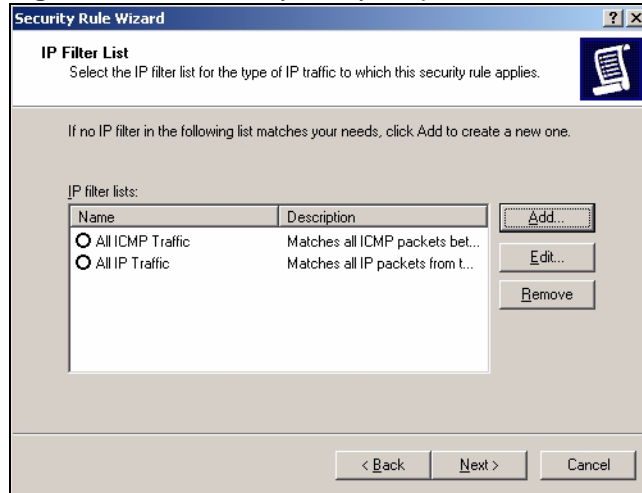 Security Rule Wizard
IP Filter List
Select the IP filter list for the type of IP traffic to which this security rule applies.
If no IP filter in the following list matches your needs, click Add to create a new one.
IP filter lists:
Name Description
All ICMP Traffic Matches all ICMP packets bet...
All IP Traffic Matches all IP packets from t...
Add...
Edit...
Remove
< Back Next > Cancel